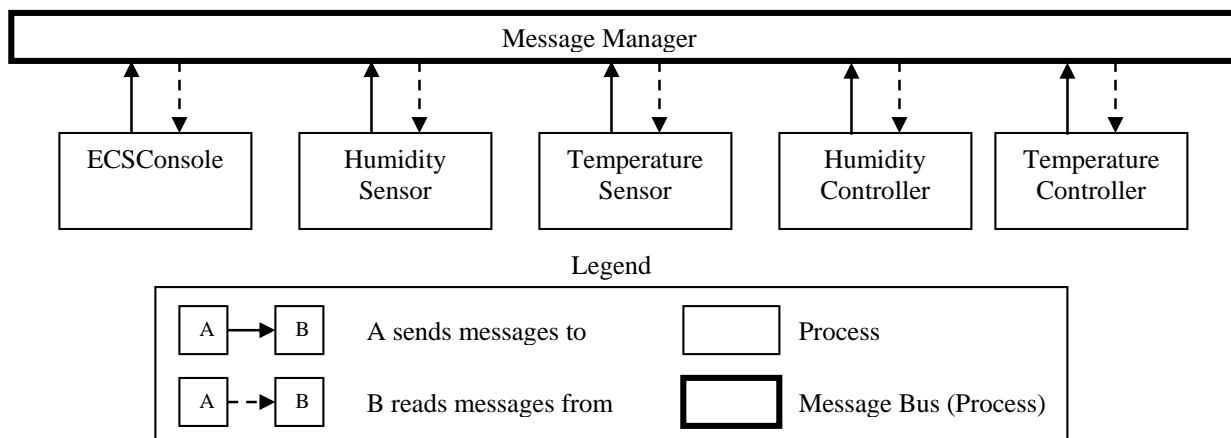 Message Manager
ECSConsole
Humidity
Sensor
Temperature
Sensor
Humidity
Controller
Temperature
Controller
Legend
A B A sends messages to
Process
A B B reads messages from
Message Bus (Process)